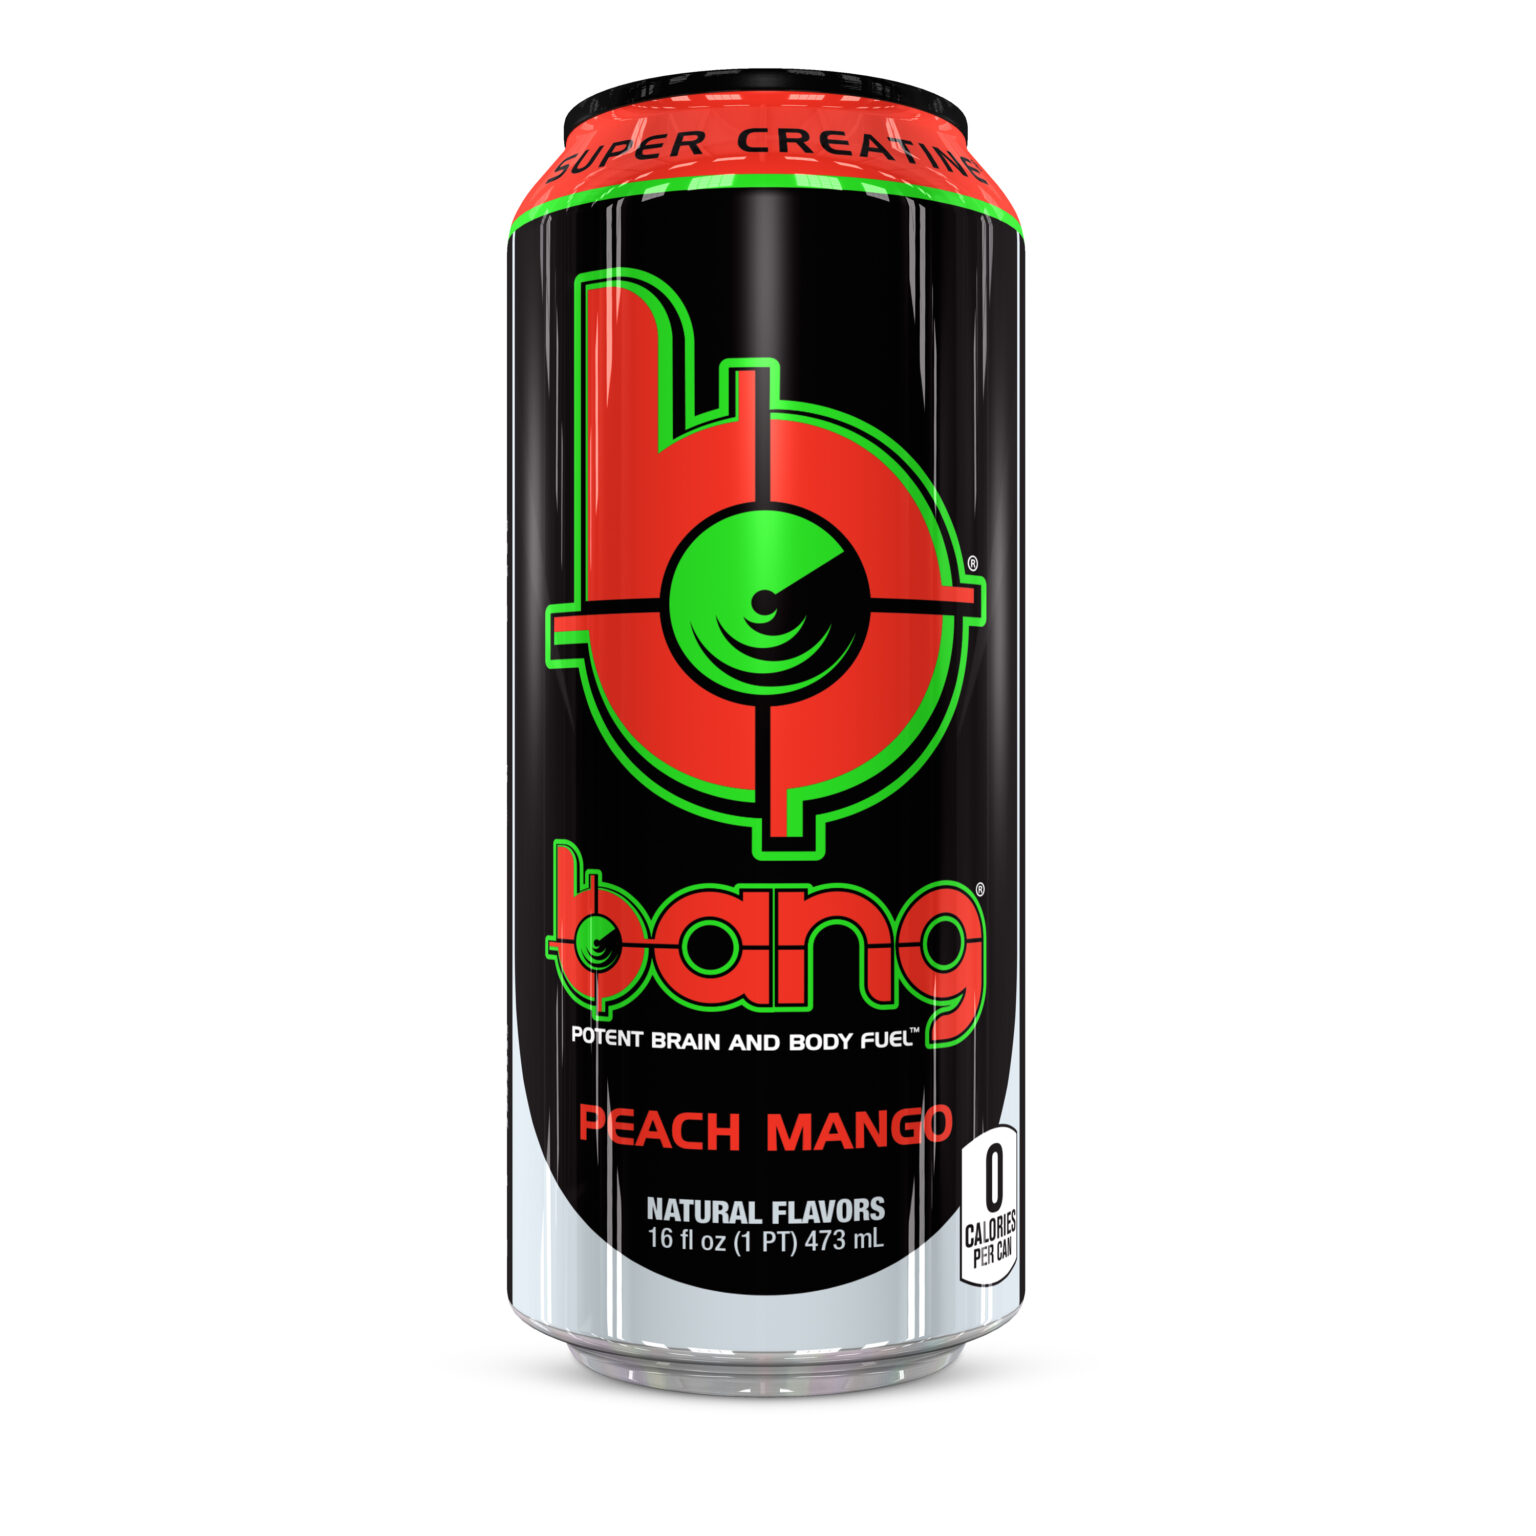 SUPER CREATINE
®
bang®
POTENT BRAIN AND BODY FUEL™
PEACH MANGO
NATURAL FLAVORS
16 fl oz (1 PT) 473 mL
0
CALORIES
PER CAN